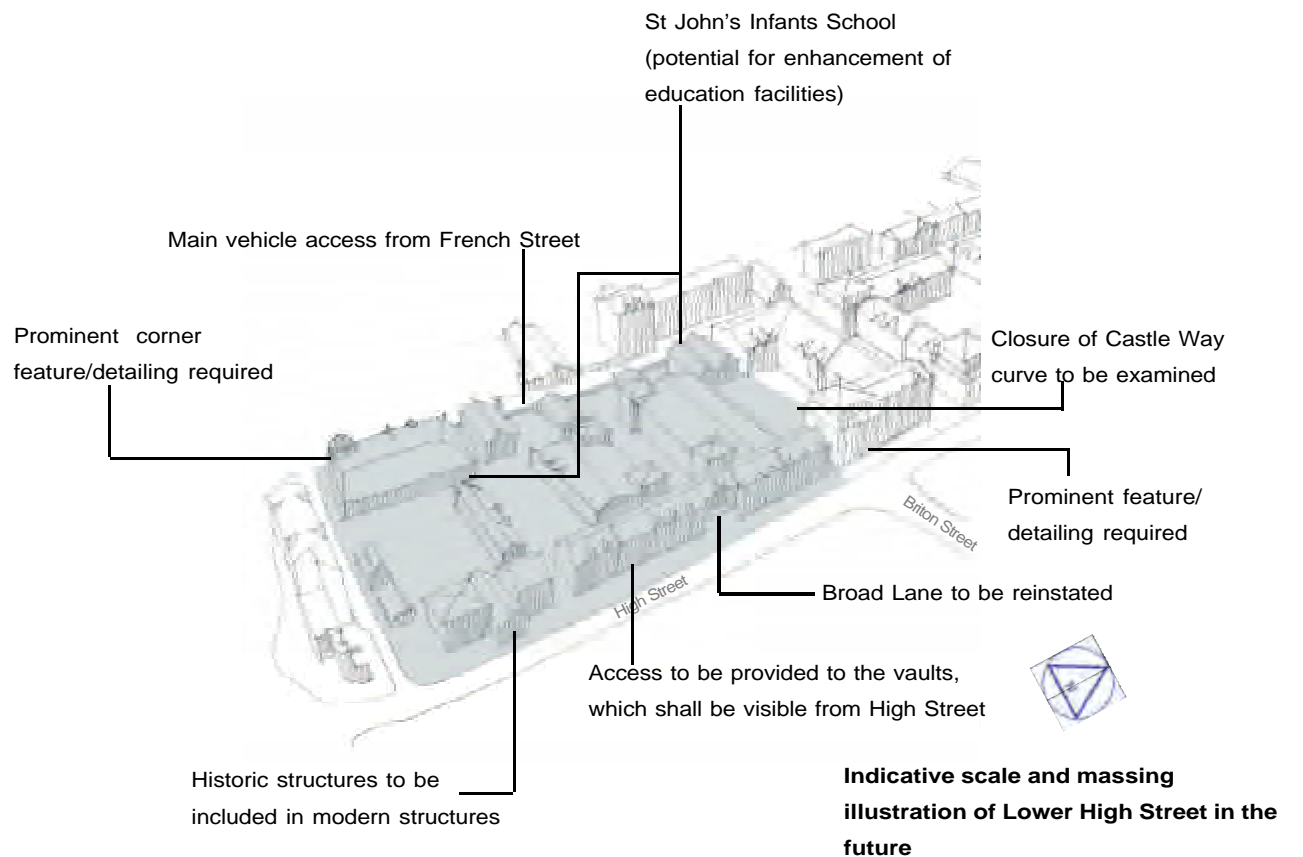 St John's Infants School
(potential for enhancement of
education facilities)
Main vehicle access from French Street
Prominent corner
feature/detailing required
Closure of Castle Way
curve to be examined
Prominent feature/
detailing required
Briton Street
High Street
Broad Lane to be reinstated
Access to be provided to the vaults,
which shall be visible from High Street
Historic structures to be
included in modern structures
Indicative scale and massing
illustration of Lower High Street in the
future